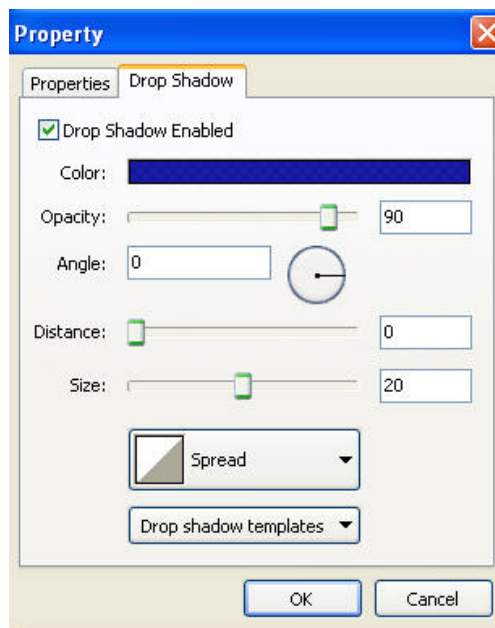 Property
Properties Drop Shadow
Drop Shadow Enabled
Color:
Opacity: 90
Angle: 0
Distance: 0
Size: 20
Spread
Drop shadow templates
OK Cancel